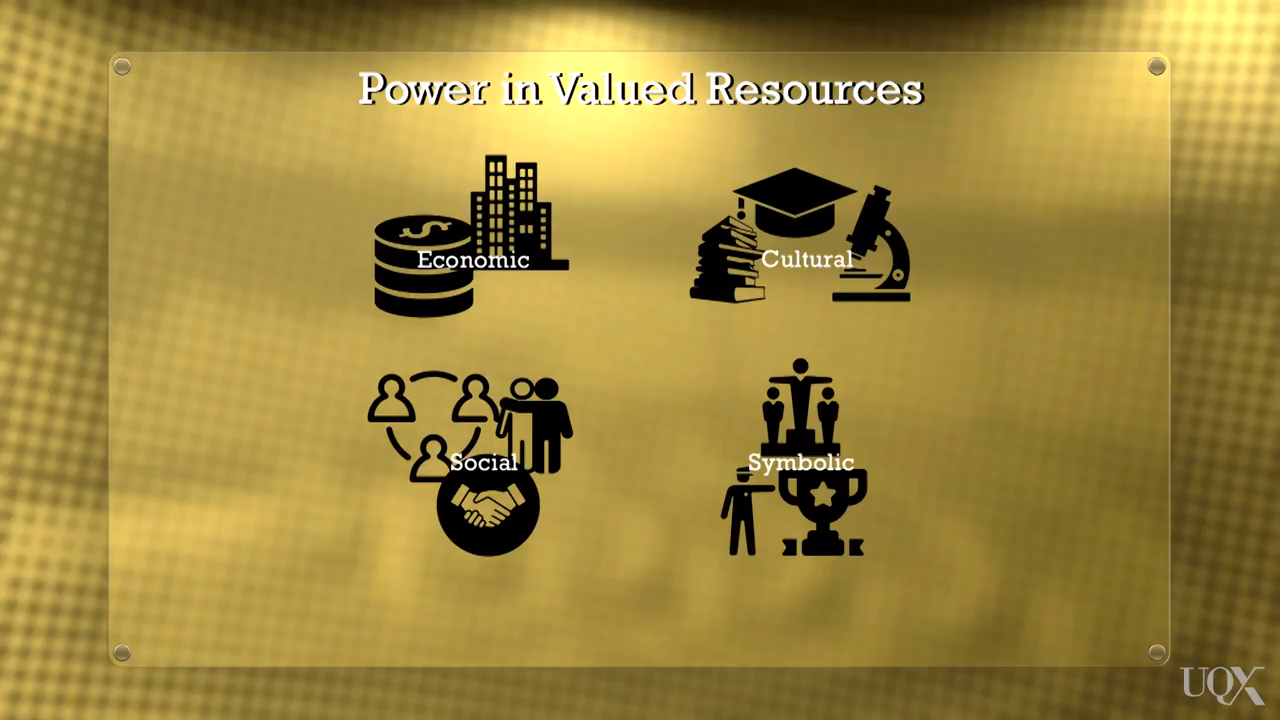 Power in Valued Resources
Economic
Cultural
Social
Symbolic
UQX